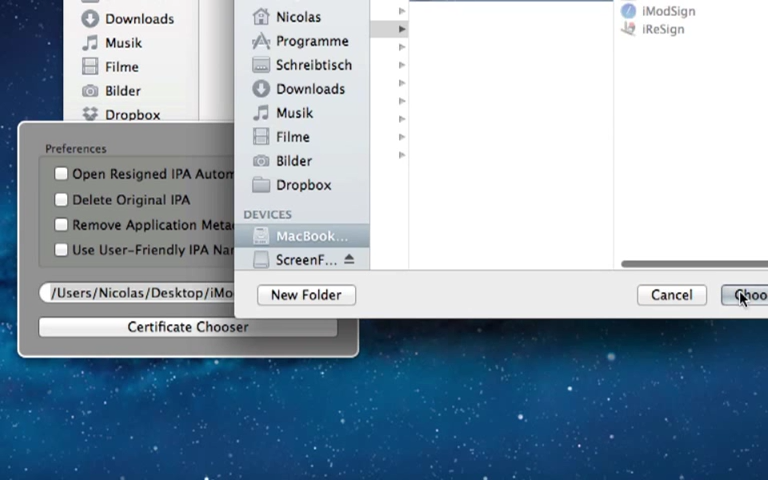 Downloads
Musik
Filme
Bilder
Dropbox
Preferences
Open Resigned IPA Autom
Delete Original IPA
Remove Application Meta
Use User-Friendly IPA Na
/Users/Nicolas/Desktop/iMo
Certificate Chooser
Nicolas
Programme
Schreibtisch
Downloads
Musik
Filme
Bilder
Dropbox
DEVICES
MacBook...
ScreenF...
iModSign
iReSign
New Folder
Cancel
Choo